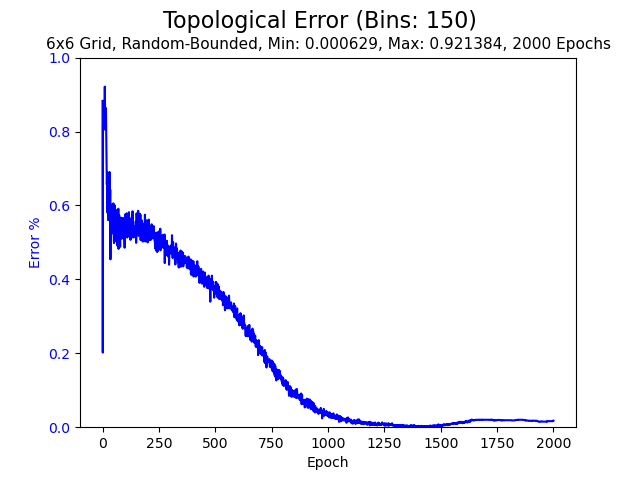 Topological Error (Bins: 150)
6x6 Grid, Random-Bounded, Min: 0.000629, Max: 0.921384, 2000 Epochs
1.0
0.8
0.6
0.4
0.2
0.0
Error %
0 250 500 750 1000 1250 1500 1750 2000
Epoch